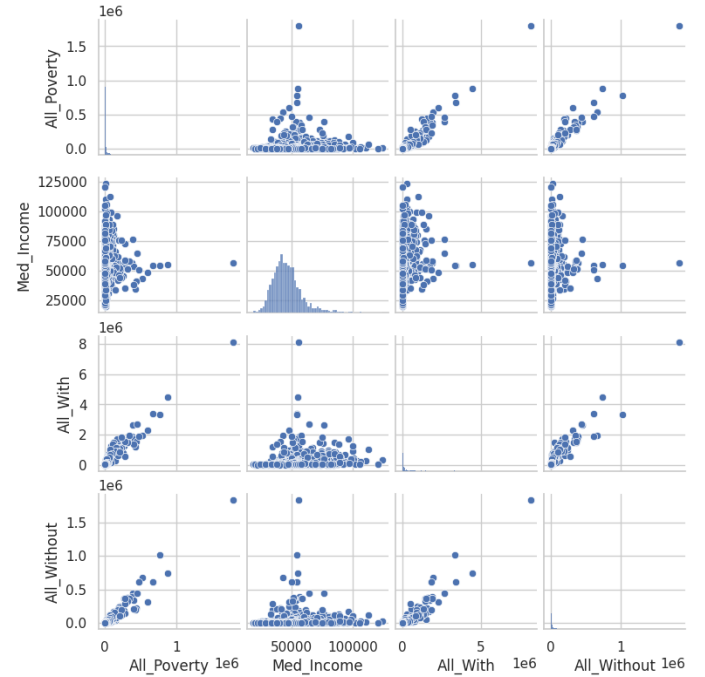 1e6
1.5
1.0
0.5
0.0
All_Poverty
125000
100000
75000
50000
25000
Med_Income
1e6
8
6
4
2
0
All_With
1e6
1.5
1.0
0.5
0.0
All_Without
0 1 50000 100000 0 5 0 1
All_Poverty 1e6 Med_Income All_With 1e6 All_Without 1e6